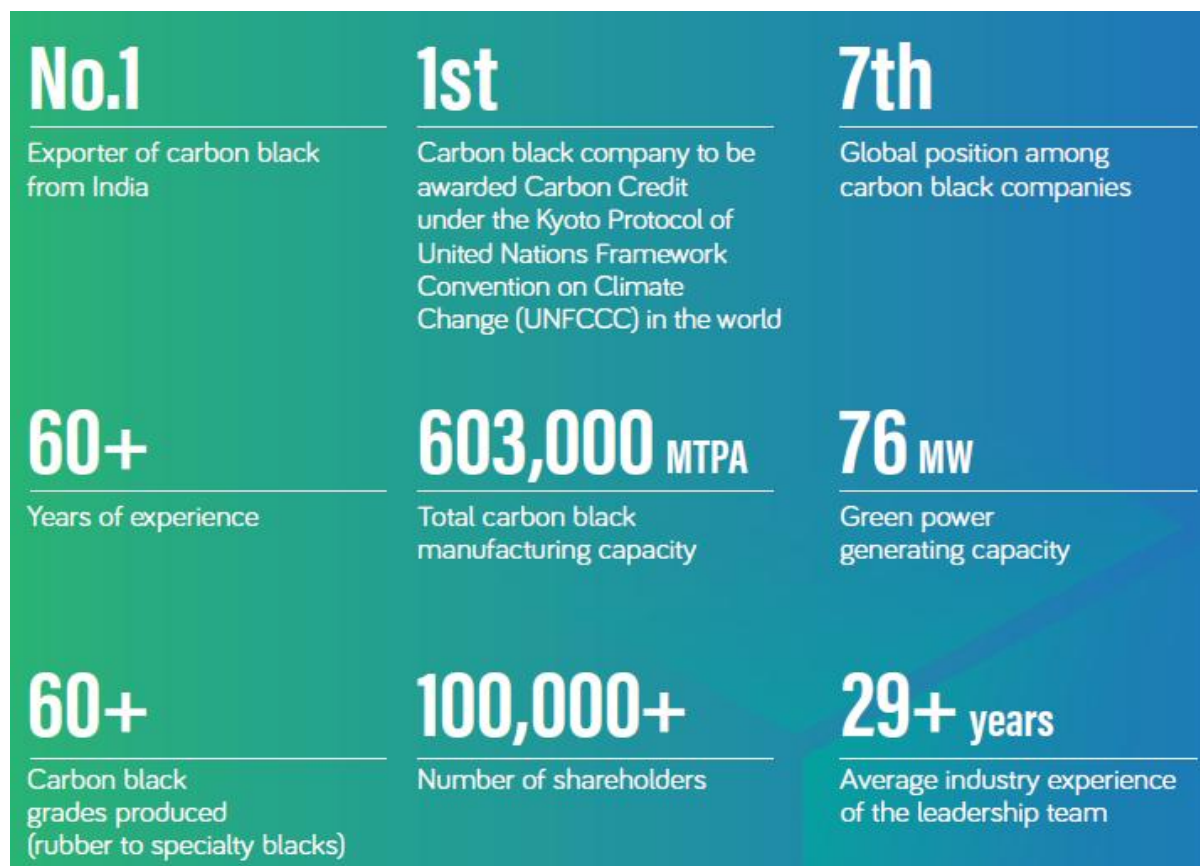 No.1
Exporter of carbon black
from India
1st
Carbon black company to be
awarded Carbon Credit
under the Kyoto Protocol of
United Nations Framework
Convention on Climate
Change (UNFCCC) in the world
7th
Global position among
carbon black companies
60+
Years of experience
603,000 MTPA
Total carbon black
manufacturing capacity
76 MW
Green power
generating capacity
60+
Carbon black
grades produced
(rubber to specialty blacks)
100,000+
Number of shareholders
29+ years
Average industry experience
of the leadership team